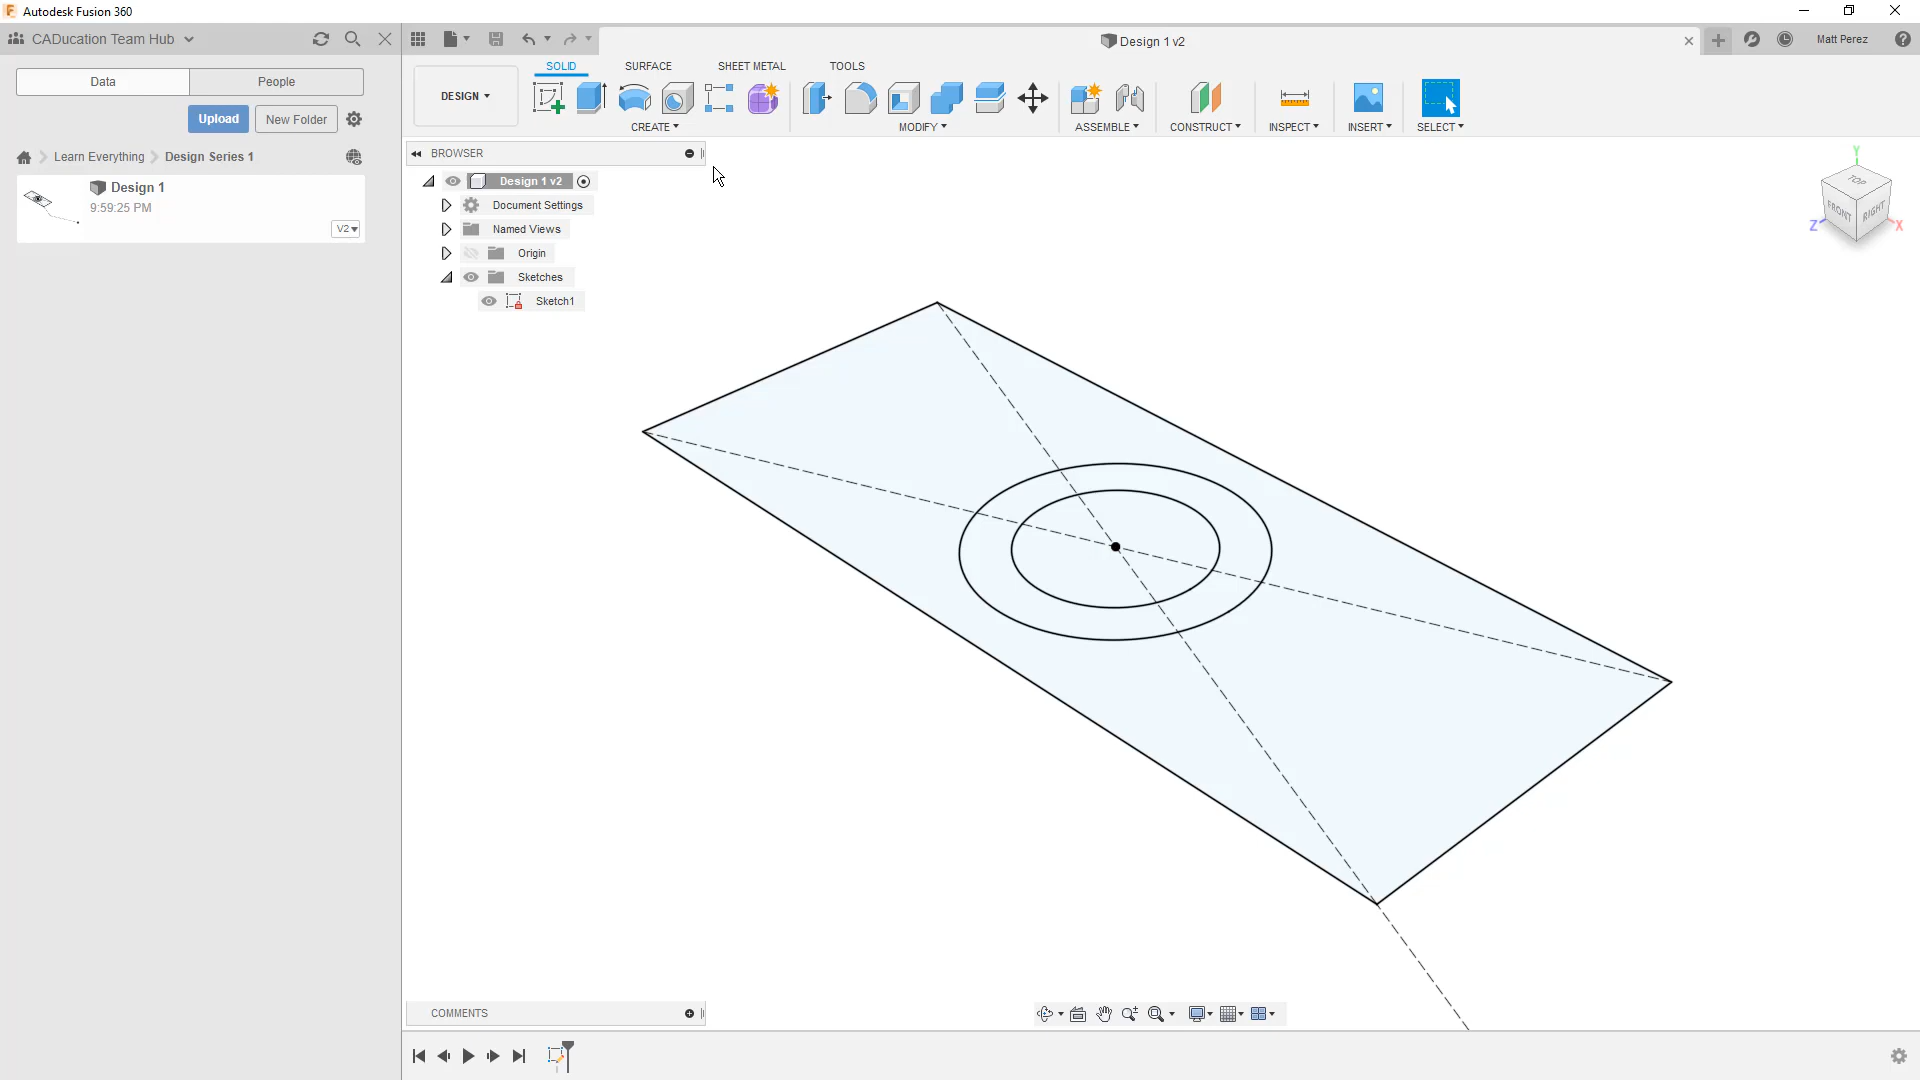 F Autodesk Fusion 360
CADucation Team Hub
Design 1 v2
Matt Perez
?
Data
People
Upload
New Folder
Learn Everything
Design Series 1
Design 1
9:59:25 PM
V2
DESIGN
SOLID
SURFACE
SHEET METAL
TOOLS
CREATE
MODIFY
ASSEMBLE
CONSTRUCT
INSPECT
INSERT
SELECT
BROWSER
Design 1 v2
Document Settings
Named Views
Origin
Sketches
Sketch1
Y
TOP
FRONT
RIGHT
Z
X
COMMENTS